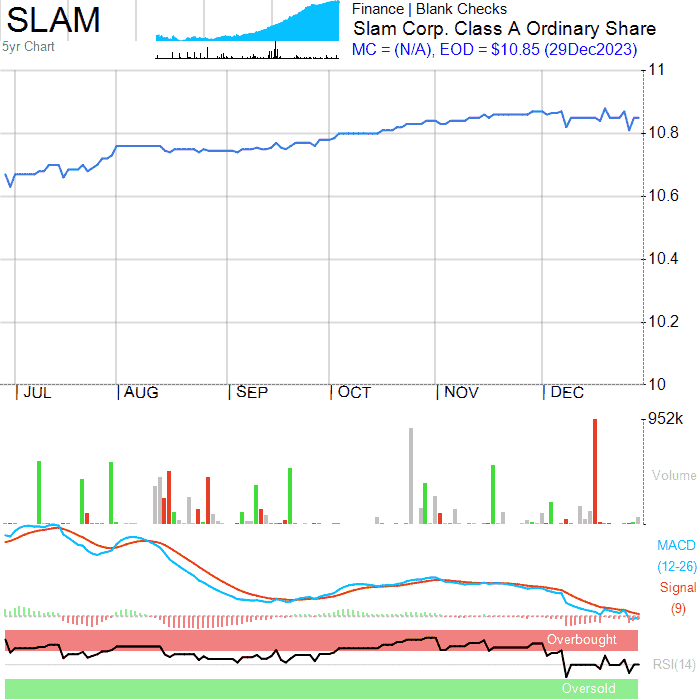 SLAM
5yr Chart
Finance | Blank Checks
Slam Corp. Class A Ordinary Share
MC = (N/A), EOD = $10.85 (29Dec2023)
11
10.8
10.6
10.4
10.2
10
JUL AUG SEP OCT NOV DEC
952k
Volume
MACD
(12-26)
Signal
(9)
Overbought
RSI(14)
Oversold